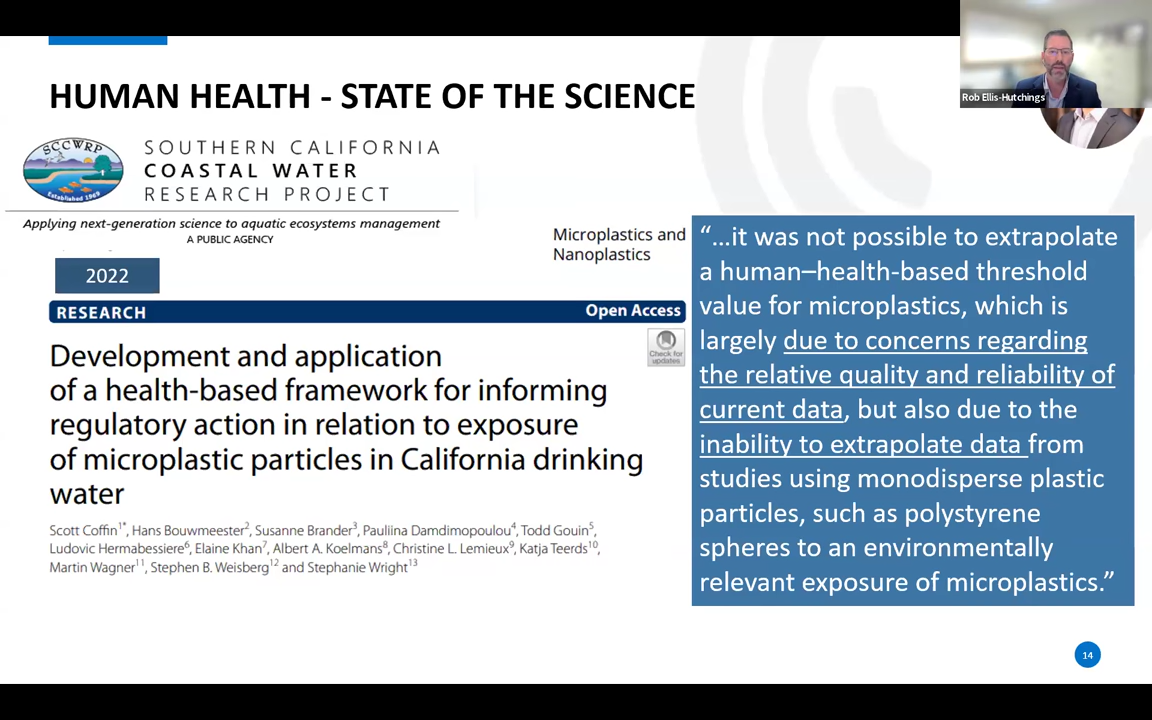 Rob Ellis-Hutchings
HUMAN HEALTH - STATE OF THE SCIENCE
SCCWRP
Established 1969
SOUTHERN CALIFORNIA
COASTAL WATER
RESEARCH PROJECT
Applying next-generation science to aquatic ecosystems management
A PUBLIC AGENCY
2022
Microplastics and
Nanoplastics
RESEARCH
Open Access
Check for
updates
Development and application
of a health-based framework for informing
regulatory action in relation to exposure
of microplastic particles in California drinking
water
Scott Coffin1*, Hans Bouwmeester2, Susanne Brander3, Pauliina Damdimopoulou4, Todd Gouin5,
Ludovic Hermabessiere6, Elaine Khan7, Albert A. Koelmans8, Christine L. Lemieux9, Katja Teerds10,
Martin Wagner11, Stephen B. Weisberg12 and Stephanie Wright13
“...it was not possible to extrapolate
a human–health-based threshold
value for microplastics, which is
largely due to concerns regarding
the relative quality and reliability of
current data, but also due to the
inability to extrapolate data from
studies using monodisperse plastic
particles, such as polystyrene
spheres to an environmentally
relevant exposure of microplastics.”
14